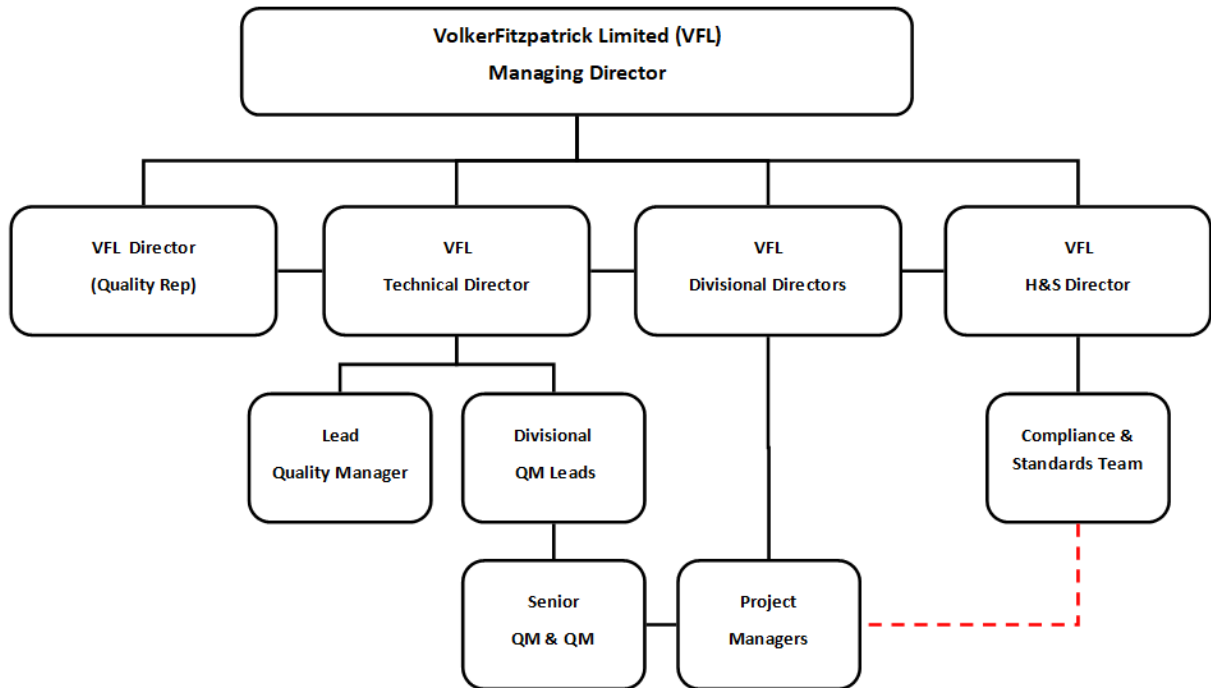 VolkerFitzpatrick Limited (VFL)
Managing Director
VFL Director
(Quality Rep)
VFL
Technical Director
VFL
Divisional Directors
VFL
H&S Director
Lead
Quality Manager
Divisional
QM Leads
Compliance &
Standards Team
Senior
QM & QM
Project
Managers